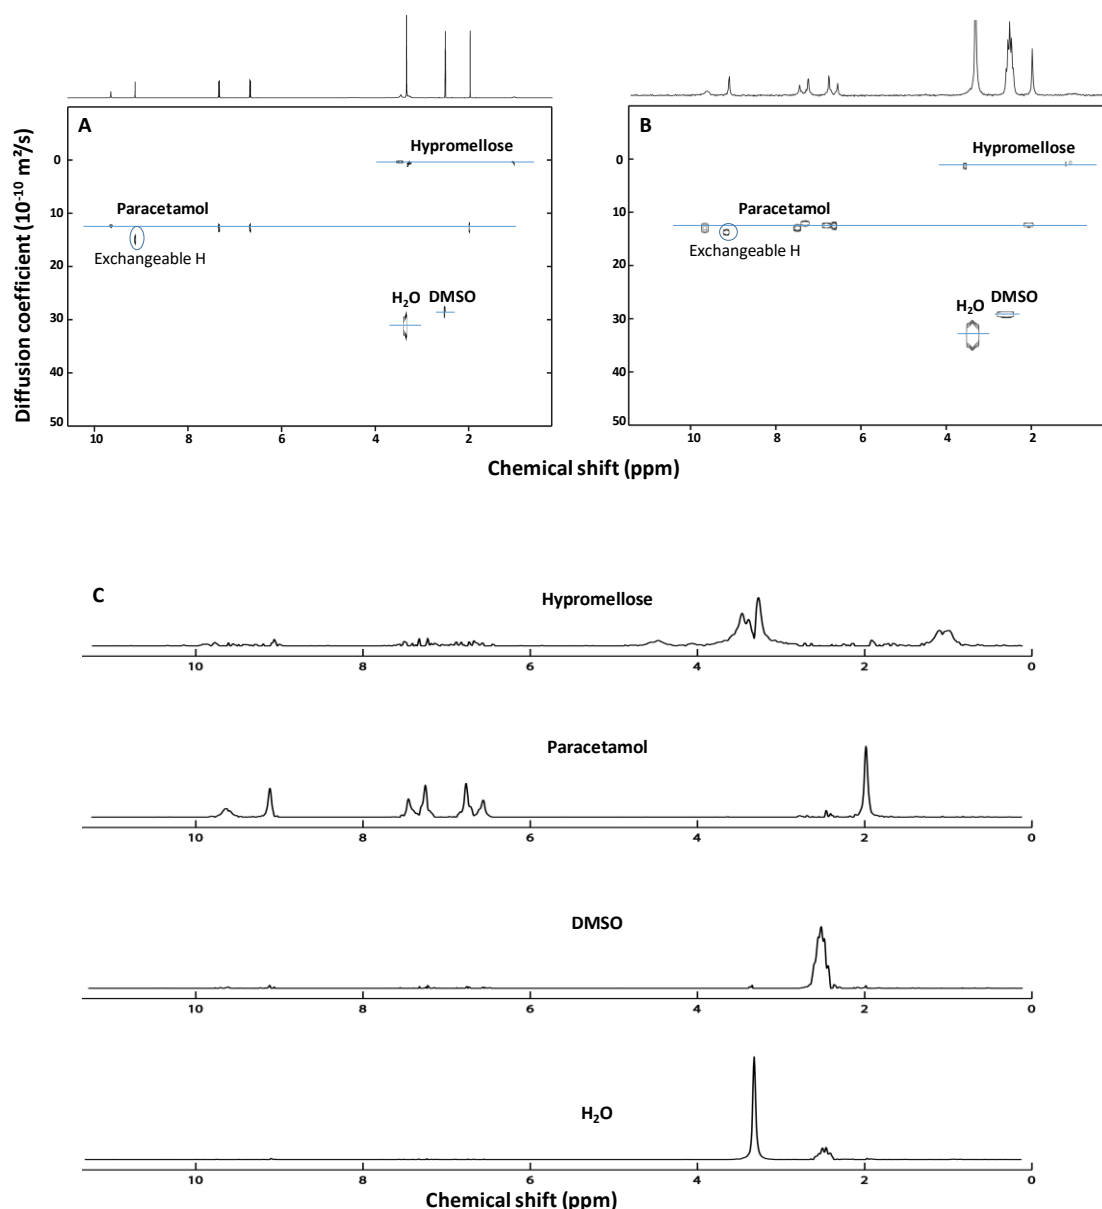 A
B
Diffusion coefficient (10⁻¹⁰ m²/s)
0
10
20
30
40
50
Hypromellose
Paracetamol
Exchangeable H
H₂O
DMSO
10
8
6
4
2
0
10
20
30
40
50
Hypromellose
Paracetamol
Exchangeable H
H₂O
DMSO
10
8
6
4
2
Chemical shift (ppm)
C
Hypromellose
10 8 6 4 2 0
Paracetamol
10 8 6 4 2 0
DMSO
10 8 6 4 2 0
H₂O
10 8 6 4 2 0
Chemical shift (ppm)